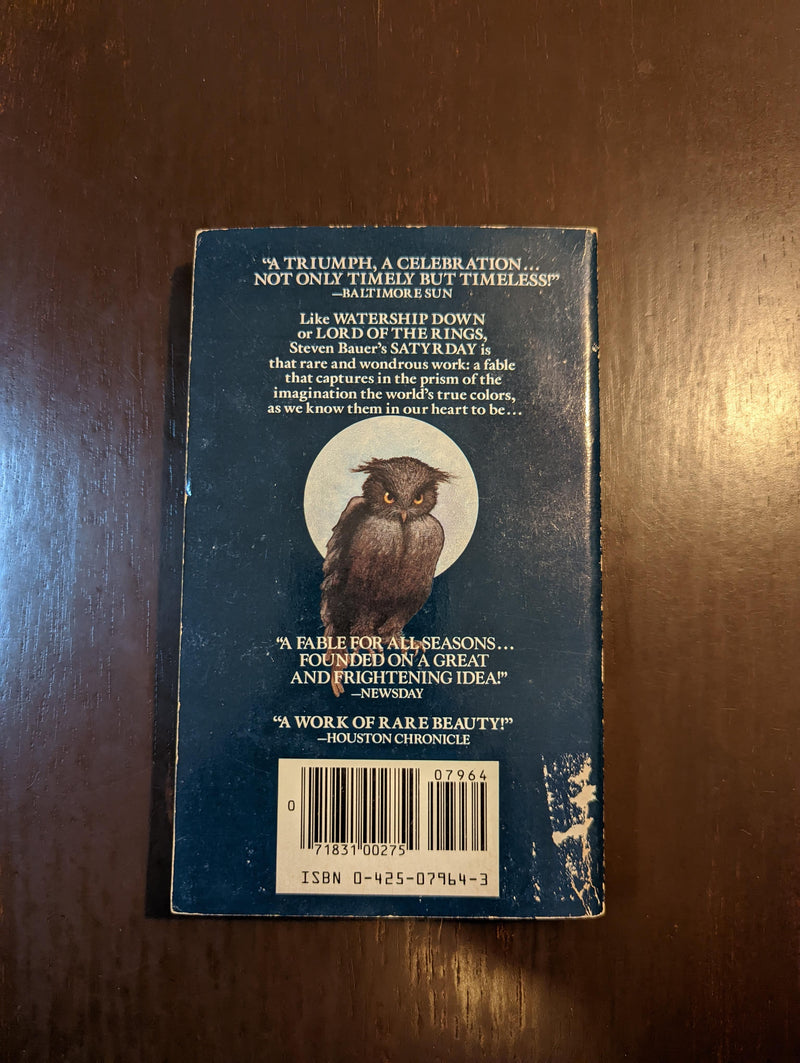 “A TRIUMPH, A CELEBRATION...
NOT ONLY TIMELY BUT TIMELESS!”
—BALTIMORE SUN
Like WATERSHIP DOWN
or LORD OF THE RINGS,
Steven Bauer's SATYRDAY is
that rare and wondrous work: a fable
that captures in the prism of the
imagination the world's true colors,
as we know them in our heart to be...
“A FABLE FOR ALL SEASONS...
FOUNDED ON A GREAT
AND FRIGHTENING IDEA!”
—NEWSDAY
“A WORK OF RARE BEAUTY!”
—HOUSTON CHRONICLE
07964
0
71831 00275
ISBN 0-425-07964-3